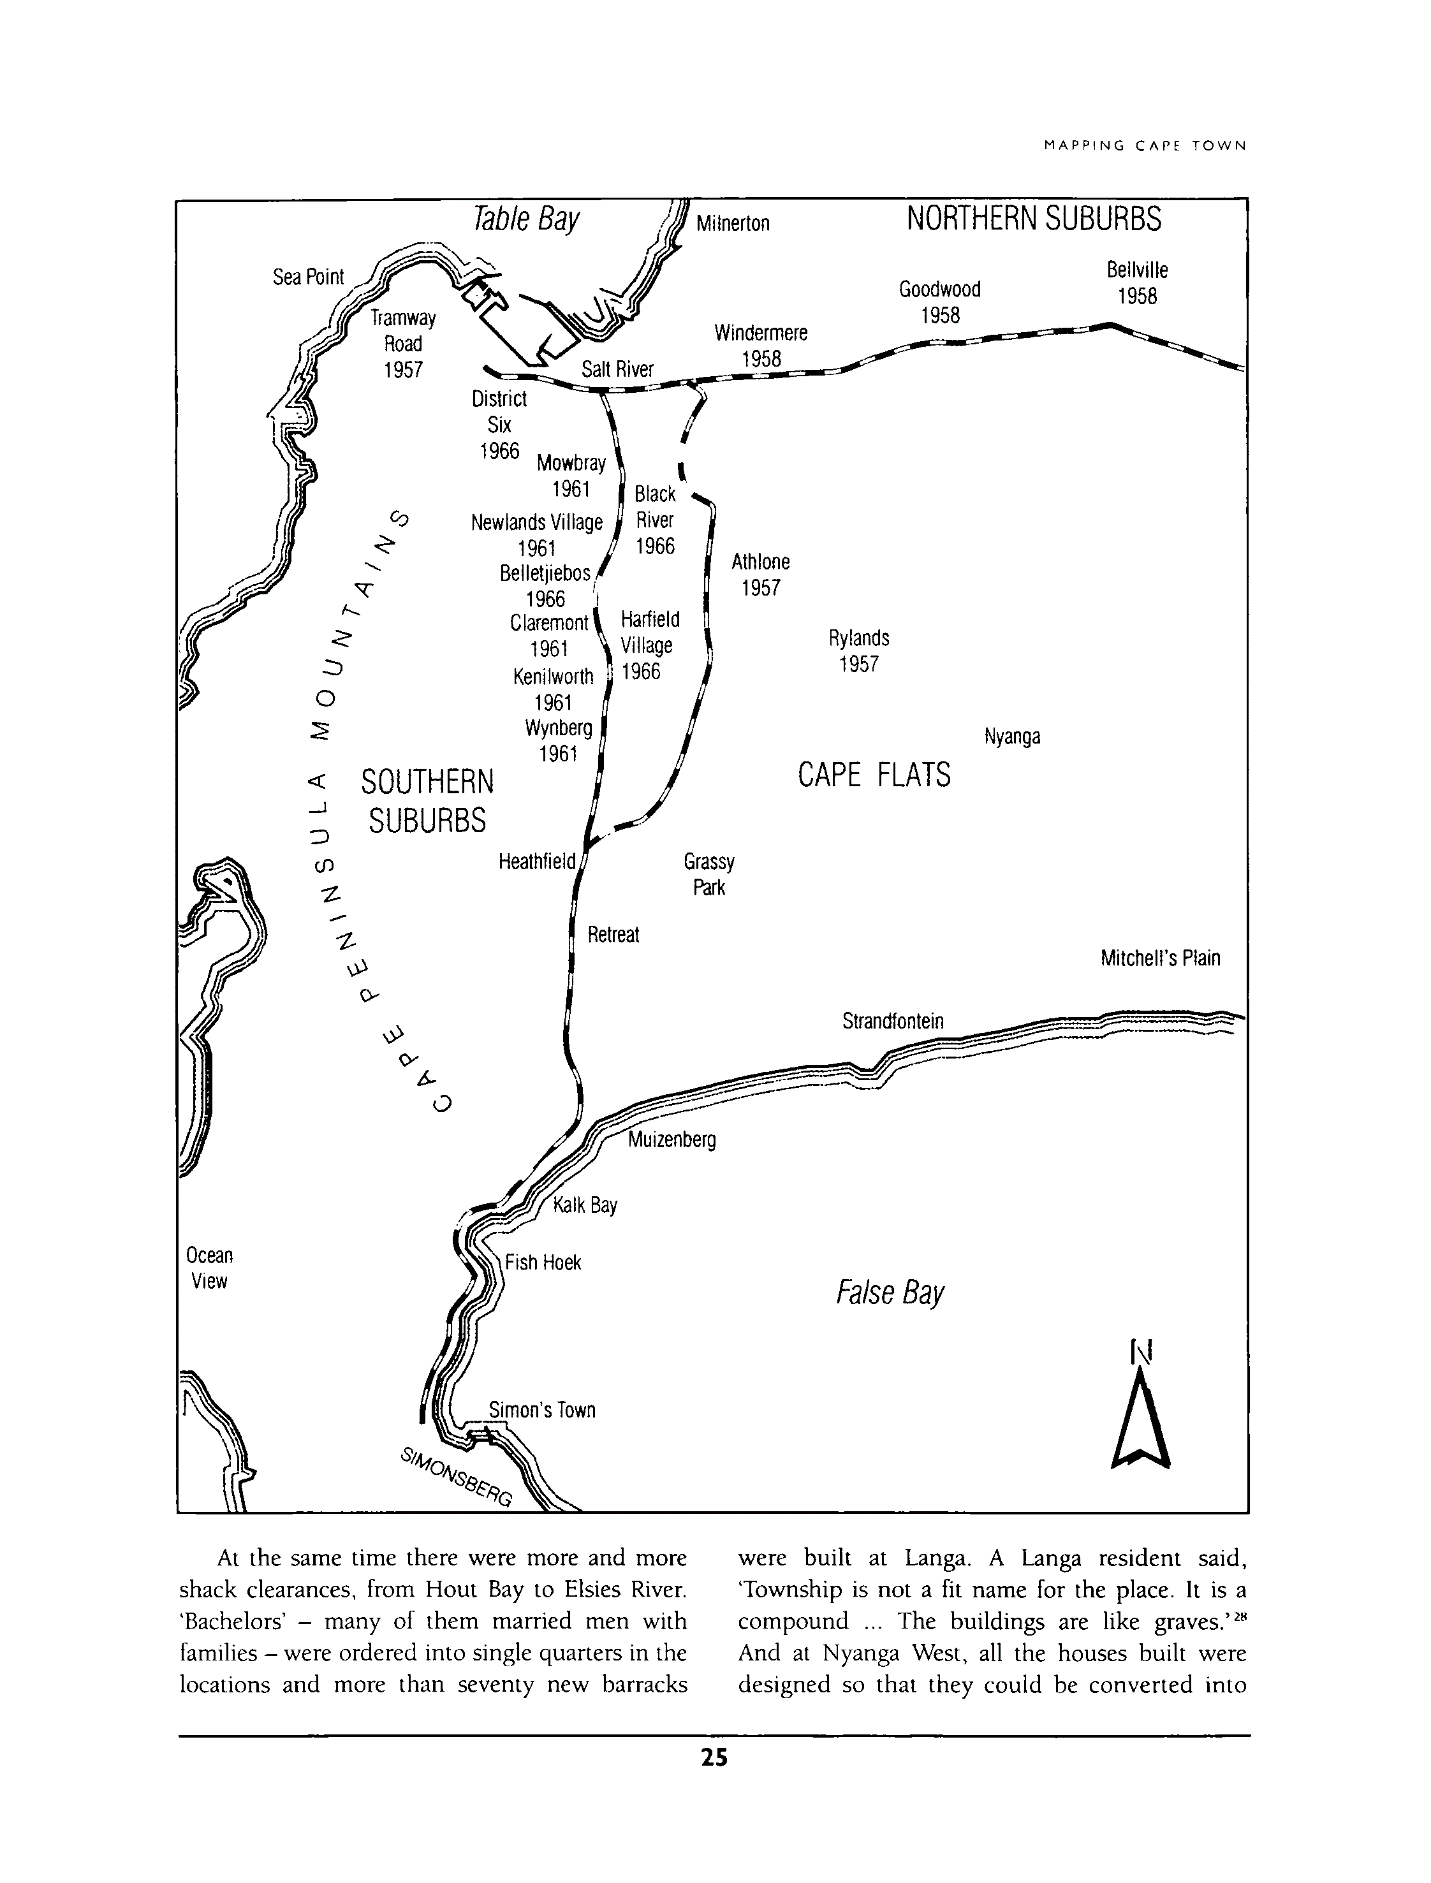 MAPPING CAPE TOWN
Table Bay
Milnerton
NORTHERN SUBURBS
Sea Point
Bellville
1958
Goodwood
1958
Tramway
Road
1957
Windermere
1958
Salt River
District
Six
1966
Mowbray
1961
Black
River
1966
Newlands Village
1961
Athlone
1957
Belletjiebos
1966
Claremont
1961
Harfield
Village
1966
Rylands
1957
Kenilworth
1961
Wynberg
1961
Nyanga
CAPE PENINSULA MOUNTAINS
SOUTHERN
SUBURBS
CAPE FLATS
Heathfield
Grassy
Park
Retreat
Mitchell's Plain
Strandfontein
Muizenberg
Kalk Bay
Ocean
View
Fish Hoek
False Bay
N
Simon's Town
SIMONSBERG
At the same time there were more and more
shack clearances, from Hout Bay to Elsies River.
'Bachelors' – many of them married men with
families – were ordered into single quarters in the
locations and more than seventy new barracks
were built at Langa. A Langa resident said,
'Township is not a fit name for the place. It is a
compound ... The buildings are like graves.'28
And at Nyanga West, all the houses built were
designed so that they could be converted into
25